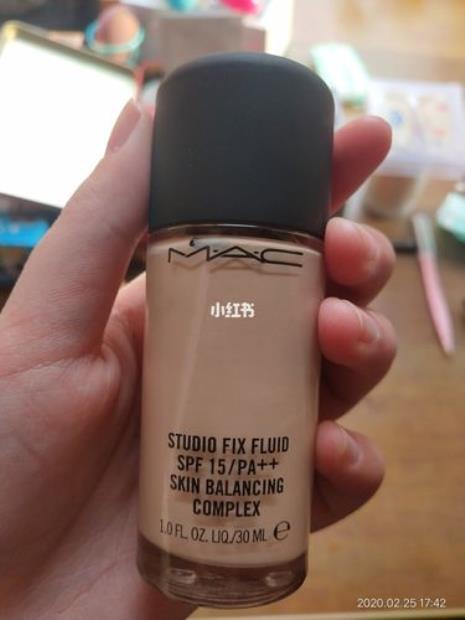 M·A·C
小红书
STUDIO FIX FLUID
SPF 15/PA++
SKIN BALANCING
COMPLEX
1.0 FL. OZ. LIQ./30 ML ℮
2020.02.25 17:42